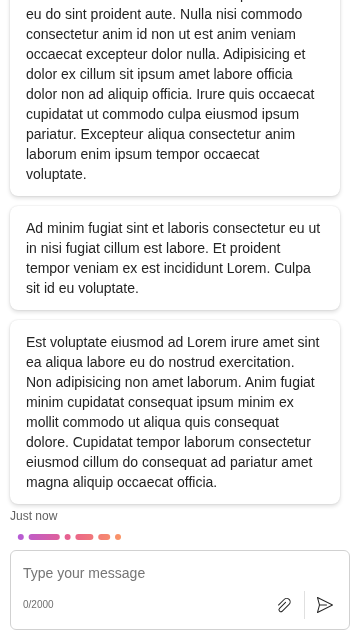 eu do sint proident aute. Nulla nisi commodo
consectetur anim id non ut est anim veniam
occaecat excepteur dolor nulla. Adipisicing et
dolor ex cillum sit ipsum amet labore officia
dolor non ad aliquip officia. Irure quis occaecat
cupidatat ut commodo culpa eiusmod ipsum
pariatur. Excepteur aliqua consectetur anim
laborum enim ipsum tempor occaecat
voluptate.
Ad minim fugiat sint et laboris consectetur eu ut
in nisi fugiat cillum est labore. Et proident
tempor veniam ex est incididunt Lorem. Culpa
sit id eu voluptate.
Est voluptate eiusmod ad Lorem irure amet sint
ea aliqua labore eu do nostrud exercitation.
Non adipisicing non amet laborum. Anim fugiat
minim cupidatat consequat ipsum minim ex
mollit commodo ut aliqua quis consequat
dolore. Cupidatat tempor laborum consectetur
eiusmod cillum do consequat ad pariatur amet
magna aliquip occaecat officia.
Just now
Type your message
0/2000